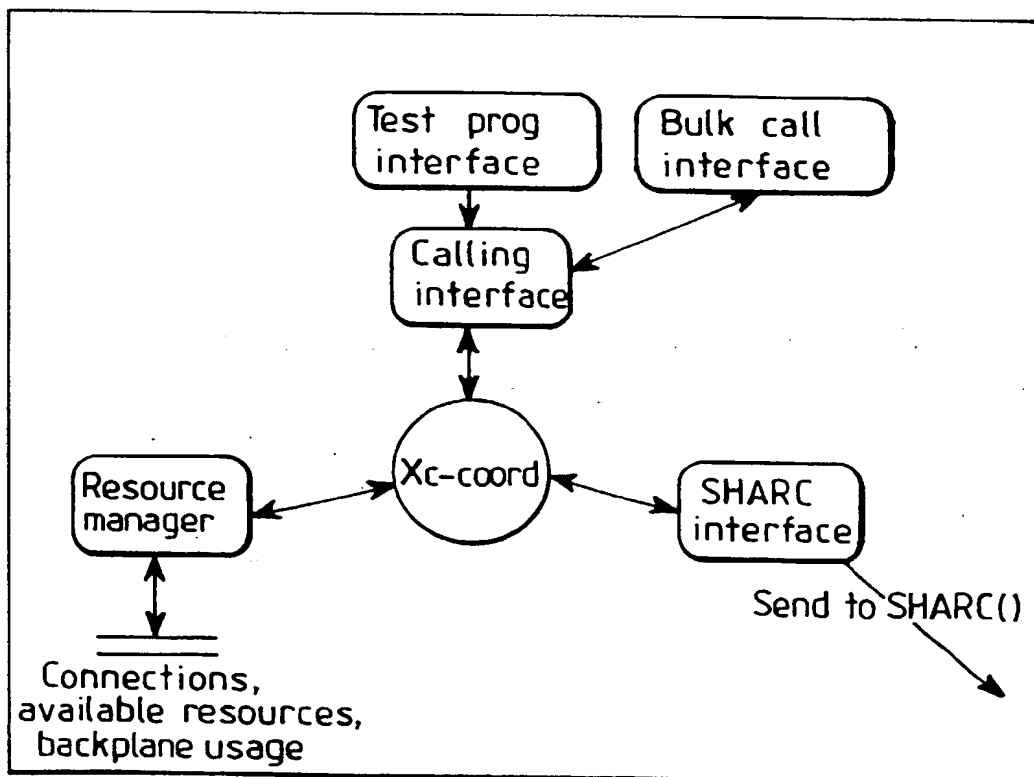 Test prog
interface
Bulk call
interface
Calling
interface
Xc-coord
Resource
manager
SHARC
interface
Send to SHARC()
Connections,
available resources,
backplane usage